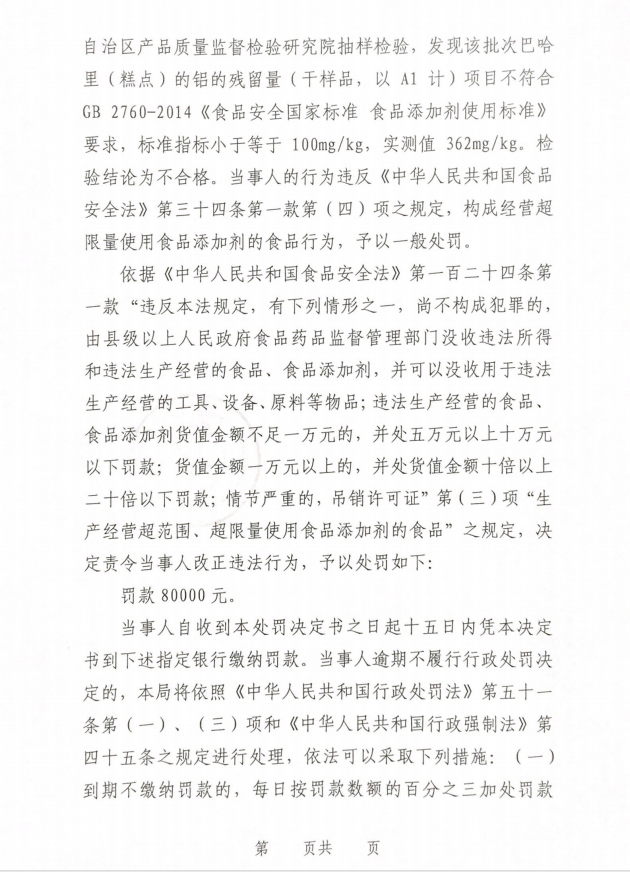 自治区产品质量监督检验研究院抽样检验，发现该批次巴哈
里（糕点）的铝的残留量（干样品，以 A1 计）项目不符合
GB 2760-2014《食品安全国家标准 食品添加剂使用标准》
要求，标准指标小于等于 100mg/kg，实测值 362mg/kg。检
验结论为不合格。当事人的行为违反《中华人民共和国食品
安全法》第三十四条第一款第（四）项之规定，构成经营超
限量使用食品添加剂的食品行为，予以一般处罚。
依据《中华人民共和国食品安全法》第一百二十四条第
一款“违反本法规定，有下列情形之一，尚不构成犯罪的，
由县级以上人民政府食品药品监督管理部门没收违法所得
和违法生产经营的食品、食品添加剂，并可以没收用于违法
生产经营的工具、设备、原料等物品；违法生产经营的食品、
食品添加剂货值金额不足一万元的，并处五万元以上十万元
以下罚款；货值金额一万元以上的，并处货值金额十倍以上
二十倍以下罚款；情节严重的，吊销许可证”第（三）项“生
产经营超范围、超限量使用食品添加剂的食品”之规定，决
定责令当事人改正违法行为，予以处罚如下：
罚款 80000 元。
当事人自收到本处罚决定书之日起十五日内凭本决定
书到下述指定银行缴纳罚款。当事人逾期不履行行政处罚决
定的，本局将依照《中华人民共和国行政处罚法》第五十一
条第（一）、（三）项和《中华人民共和国行政强制法》第
四十五条之规定进行处理，依法可以采取下列措施：（一）
到期不缴纳罚款的，每日按罚款数额的百分之三加处罚款
第 页共 页